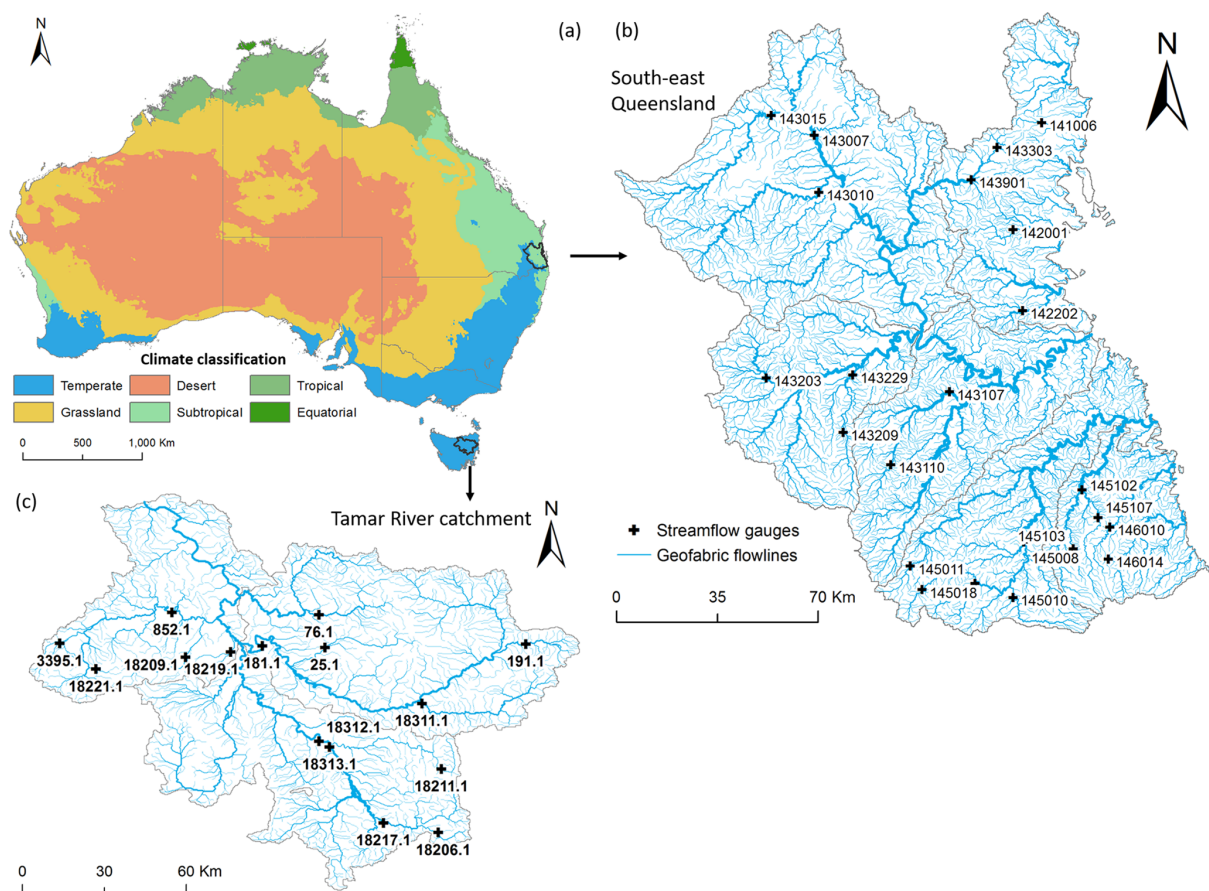 N
(a)
Climate classification
Temperate
Desert
Tropical
Grassland
Subtropical
Equatorial
0 500 1,000 Km
(b)
South-east
Queensland
N
143015
143007
143010
141006
143303
143901
142001
142202
143203
143229
143107
143209
143110
145102
145107
146010
145103
145008
146014
145011
145018
145010
Streamflow gauges
Geofabric flowlines
0 35 70 Km
(c)
Tamar River catchment
N
852.1
76.1
3395.1
18209.1
18219.1
181.1
25.1
191.1
18221.1
18311.1
18312.1
18313.1
18211.1
18217.1
18206.1
0 60 Km